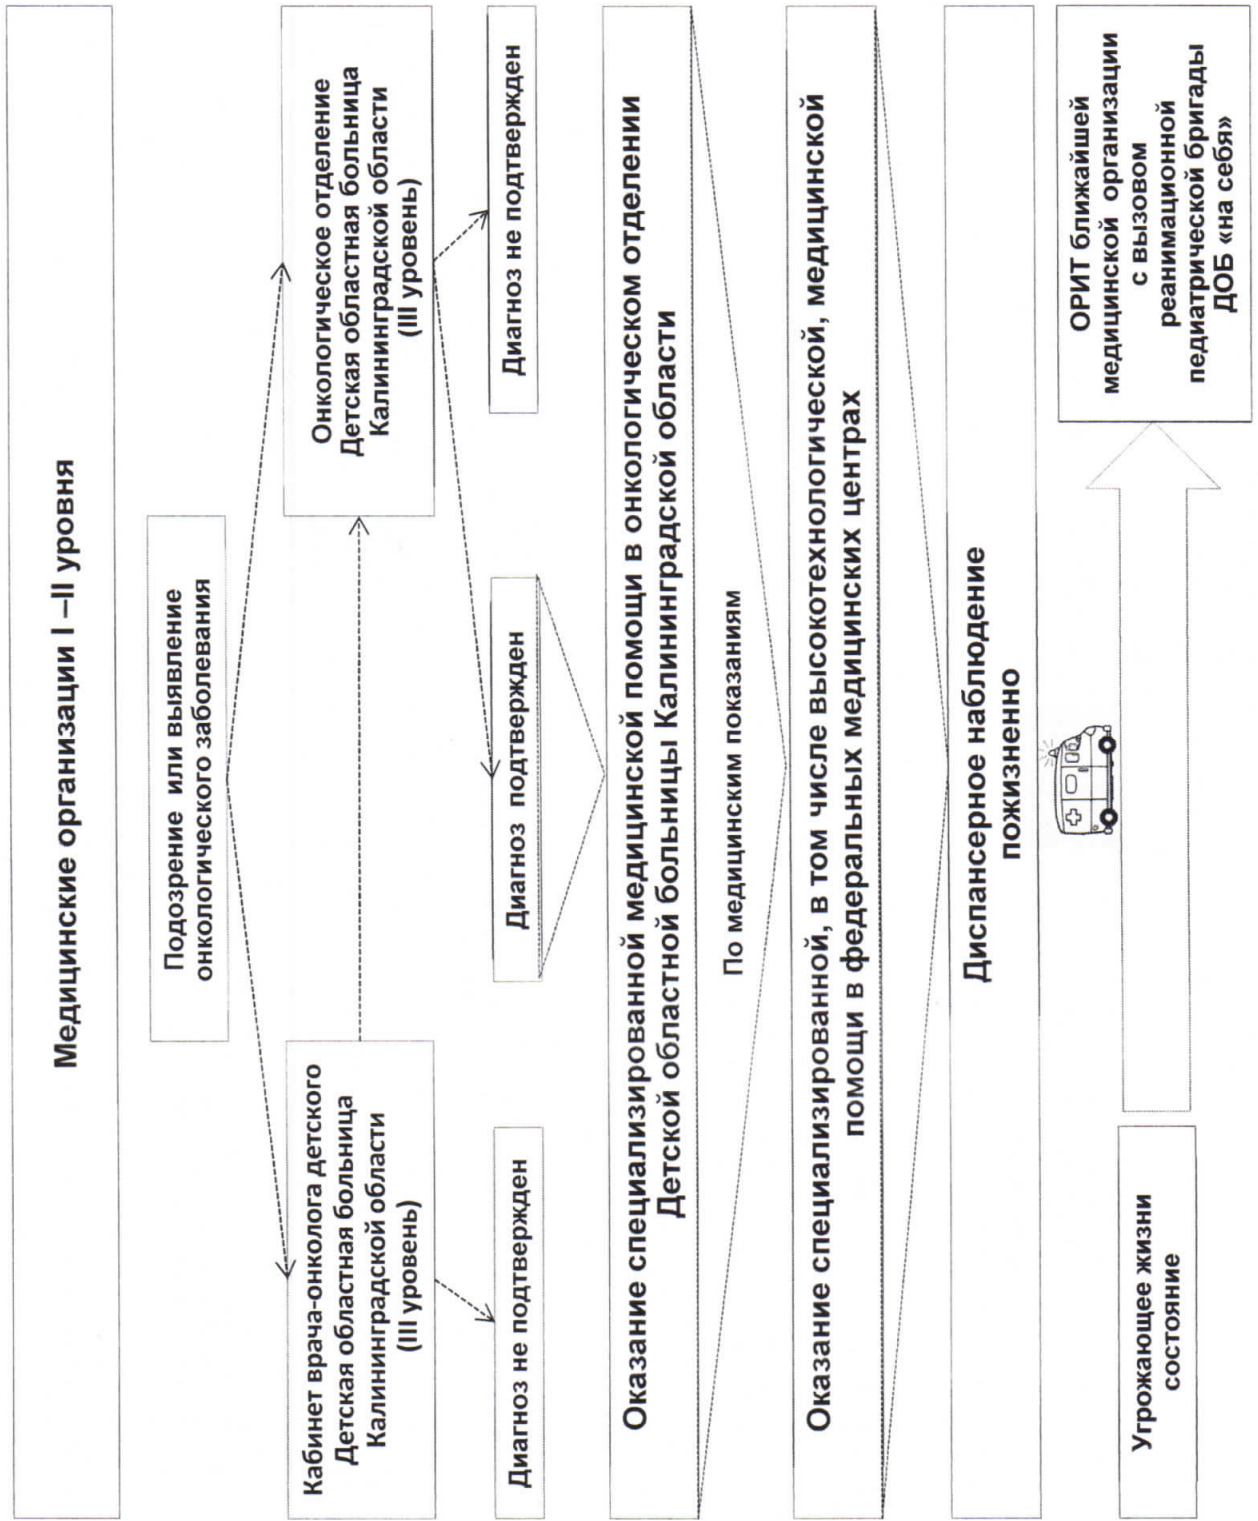 Медицинские организации I –II уровня
Подозрение или выявление
онкологического заболевания
Кабинет врача-онколога детского
Детская областная больница
Калининградской области
(III уровень)
Онкологическое отделение
Детская областная больница
Калининградской области
(III уровень)
Диагноз не подтвержден
Диагноз подтвержден
Диагноз не подтвержден
Оказание специализированной медицинской помощи в онкологическом отделении
Детской областной больницы Калининградской области
По медицинским показаниям
Оказание специализированной, в том числе высокотехнологической, медицинской
помощи в федеральных медицинских центрах
Диспансерное наблюдение
пожизненно
Угрожающее жизни
состояние
ОРИТ ближайшей
медицинской организации
с вызовом
реанимационной
педиатрической бригады
ДОБ «на себя»